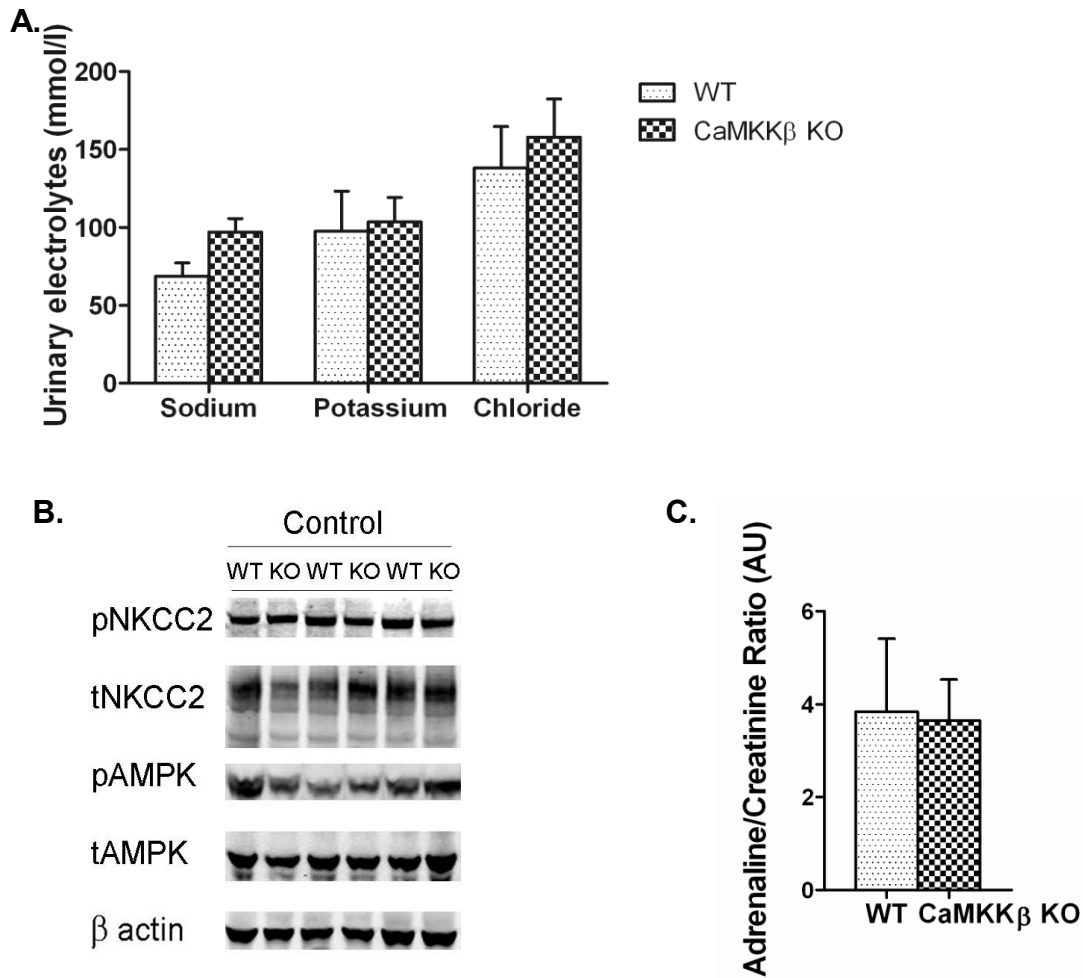 A.
Urinary electrolytes (mmol/l)
200
150
100
50
0
Sodium Potassium Chloride
WT
CaMKKβ KO
B.
Control
WT KO WT KO WT KO
pNKCC2
tNKCC2
pAMPK
tAMPK
β actin
C.
Adrenaline/Creatinine Ratio (AU)
6
4
2
0
WT CaMKKβ KO